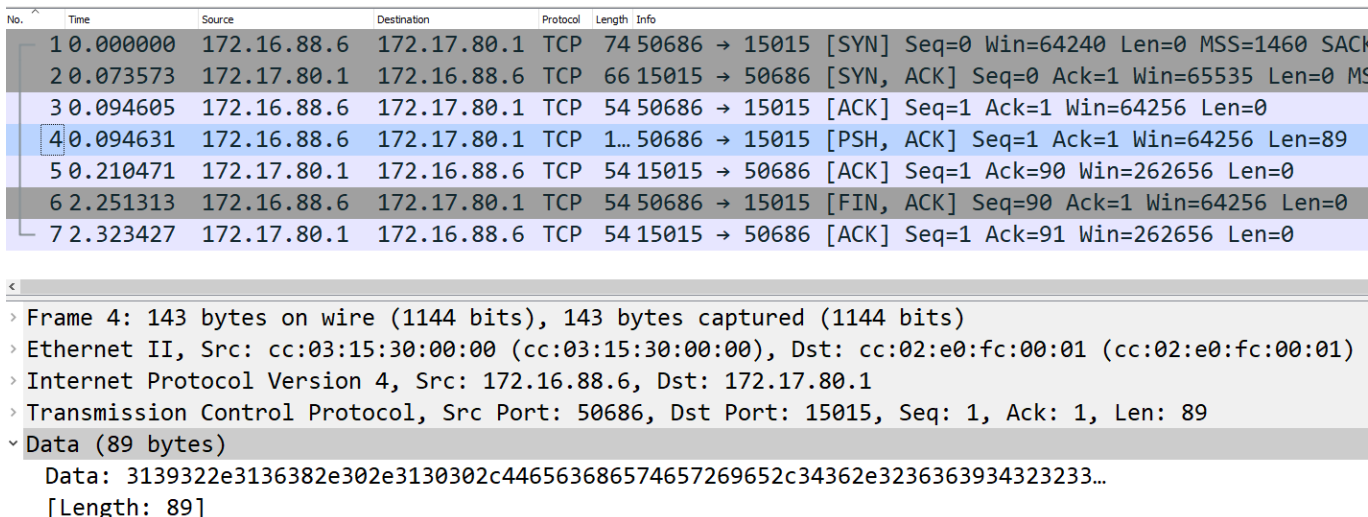 No. Time Source Destination Protocol Length Info
1 0.000000 172.16.88.6 172.17.80.1 TCP 74 50686 → 15015 [SYN] Seq=0 Win=64240 Len=0 MSS=1460 SACK
2 0.073573 172.17.80.1 172.16.88.6 TCP 66 15015 → 50686 [SYN, ACK] Seq=0 Ack=1 Win=65535 Len=0 MS
3 0.094605 172.16.88.6 172.17.80.1 TCP 54 50686 → 15015 [ACK] Seq=1 Ack=1 Win=64256 Len=0
4 0.094631 172.16.88.6 172.17.80.1 TCP 1… 50686 → 15015 [PSH, ACK] Seq=1 Ack=1 Win=64256 Len=89
5 0.210471 172.17.80.1 172.16.88.6 TCP 54 15015 → 50686 [ACK] Seq=1 Ack=90 Win=262656 Len=0
6 2.251313 172.16.88.6 172.17.80.1 TCP 54 50686 → 15015 [FIN, ACK] Seq=90 Ack=1 Win=64256 Len=0
7 2.323427 172.17.80.1 172.16.88.6 TCP 54 15015 → 50686 [ACK] Seq=1 Ack=91 Win=262656 Len=0
Frame 4: 143 bytes on wire (1144 bits), 143 bytes captured (1144 bits)
Ethernet II, Src: cc:03:15:30:00:00 (cc:03:15:30:00:00), Dst: cc:02:e0:fc:00:01 (cc:02:e0:fc:00:01)
Internet Protocol Version 4, Src: 172.16.88.6, Dst: 172.17.80.1
Transmission Control Protocol, Src Port: 50686, Dst Port: 15015, Seq: 1, Ack: 1, Len: 89
Data (89 bytes)
Data: 3139322e3136382e302e3130302c4465636865746572​69652c34362e3236363934323233…
[Length: 89]